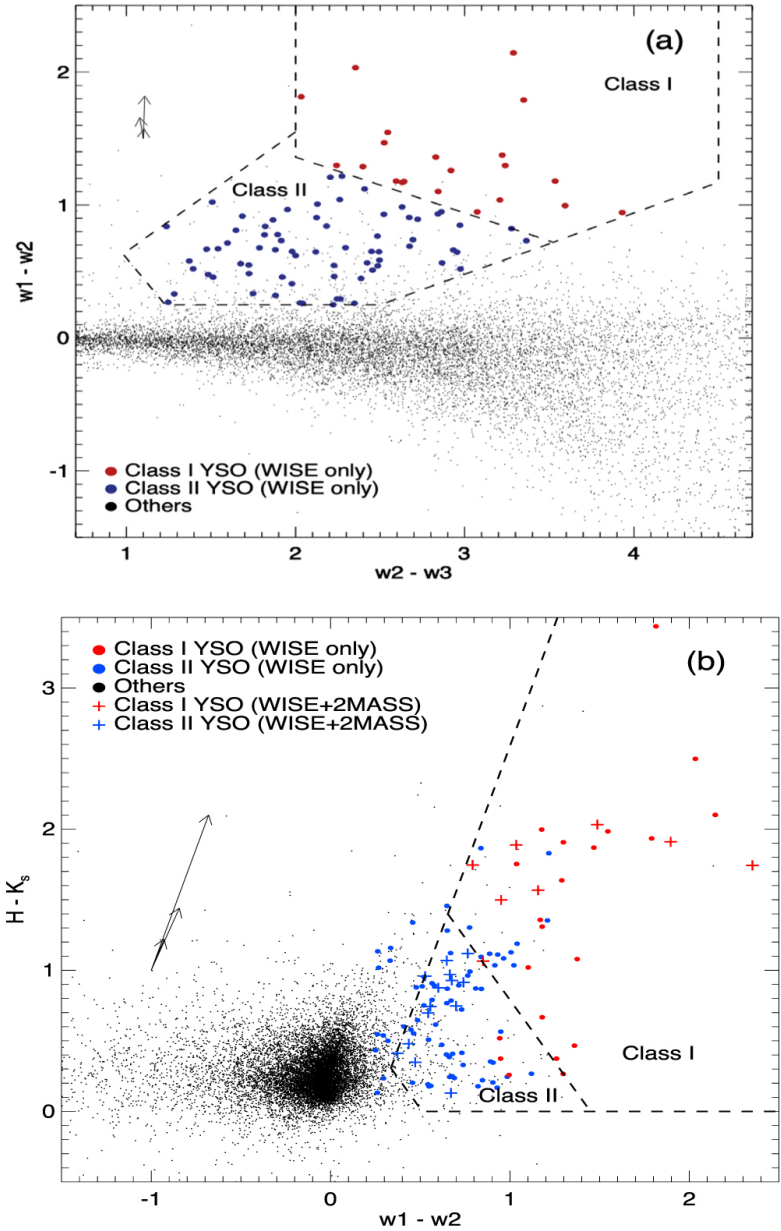 (a)
Class I
2
Class II
1
w1 - w2
0
-1
Class I YSO (WISE only)
Class II YSO (WISE only)
Others
1 2 3 4
w2 - w3
Class I YSO (WISE only)
Class II YSO (WISE only)
Others
Class I YSO (WISE+2MASS)
Class II YSO (WISE+2MASS)
(b)
3
2
H - Ks
1
Class I
Class II
0
-1 0 1 2
w1 - w2